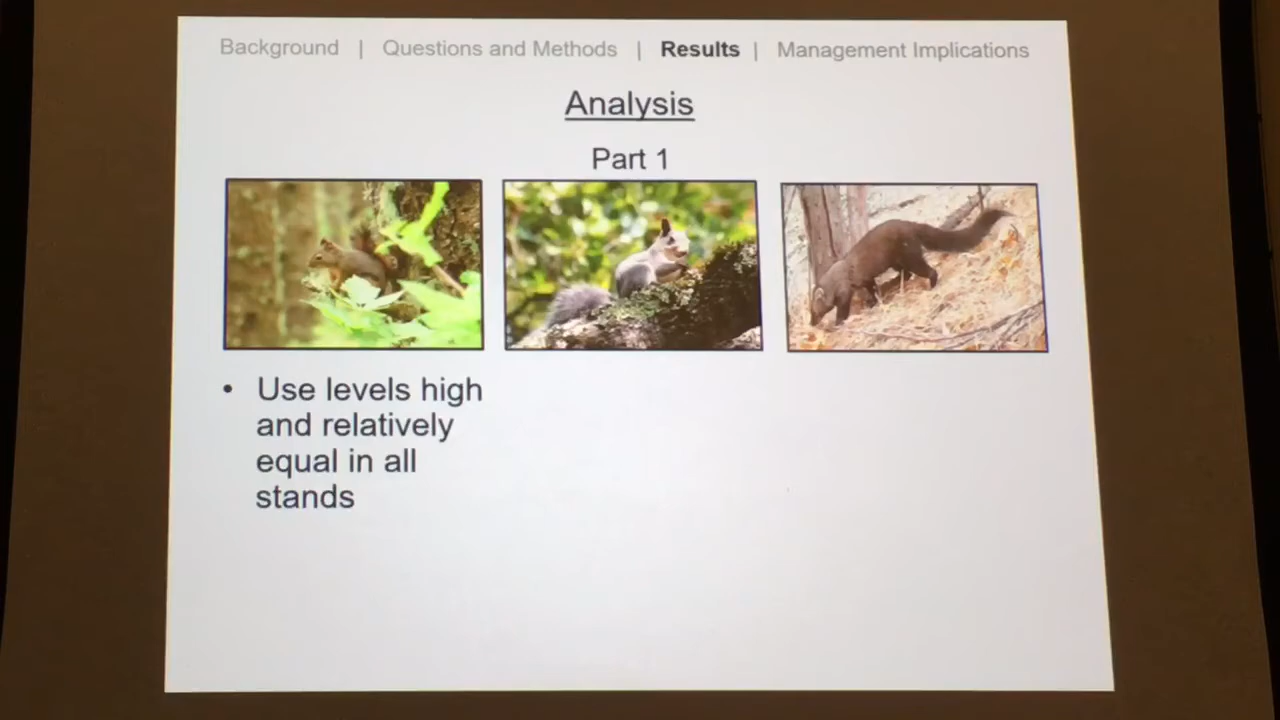 Background | Questions and Methods | Results | Management Implications
Analysis
Part 1
• Use levels high
and relatively
equal in all
stands